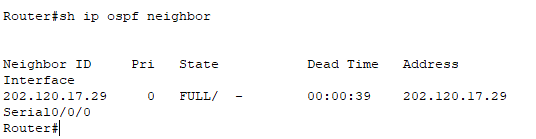 Router#sh ip ospf neighbor
Neighbor ID     Pri   State           Dead Time   Address
Interface
202.120.17.29     0   FULL/  -        00:00:39    202.120.17.29
Serial0/0/0
Router#